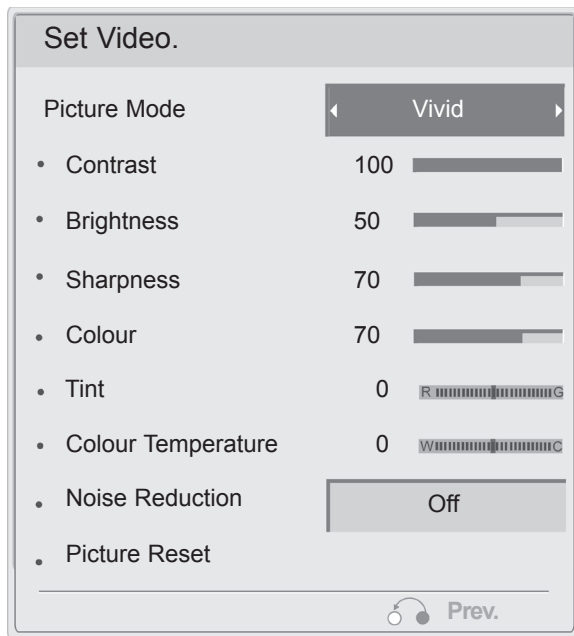 Set Video.
Picture Mode Vivid
• Contrast 100
• Brightness 50
• Sharpness 70
• Colour 70
• Tint 0 R G
• Colour Temperature 0 W C
• Noise Reduction Off
• Picture Reset
Prev.